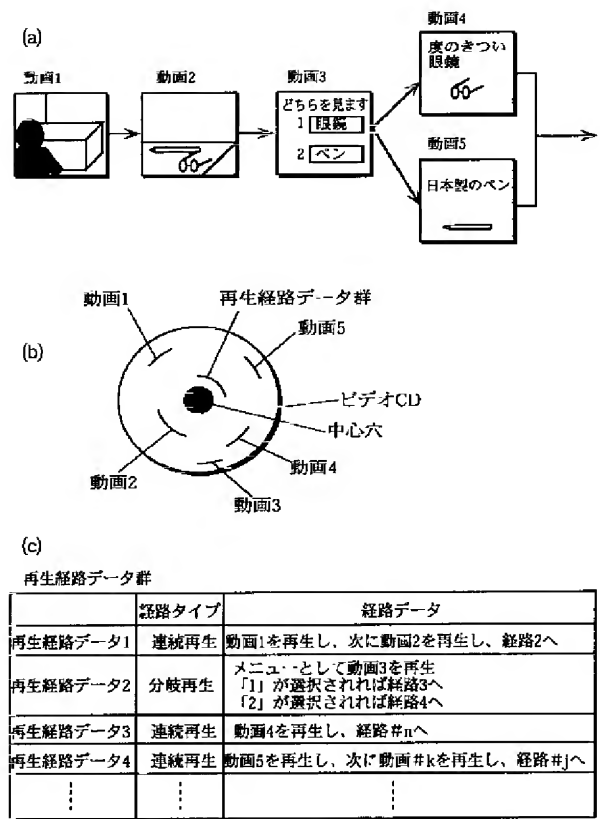 (a)
動画1
動画2
動画3
どちらを見ます
1 眼鏡
2 ペン
動画4
度のきつい
眼鏡
動画5
日本製のペン
(b)
動画1
再生経路データ群
動画5
ビデオCD
中心穴
動画4
動画2
動画3
(c)
再生経路データ群
経路タイプ 経路データ
再生経路データ1 連続再生 動画1を再生し、次に動画2を再生し、経路2へ
メニューとして動画3を再生
再生経路データ2 分岐再生 「1」が選択されれば経路3へ
「2」が選択されれば経路4へ
再生経路データ3 連続再生 動画4を再生し、経路#nへ
再生経路データ4 連続再生 動画5を再生し、次に動画#kを再生し、経路#jへ